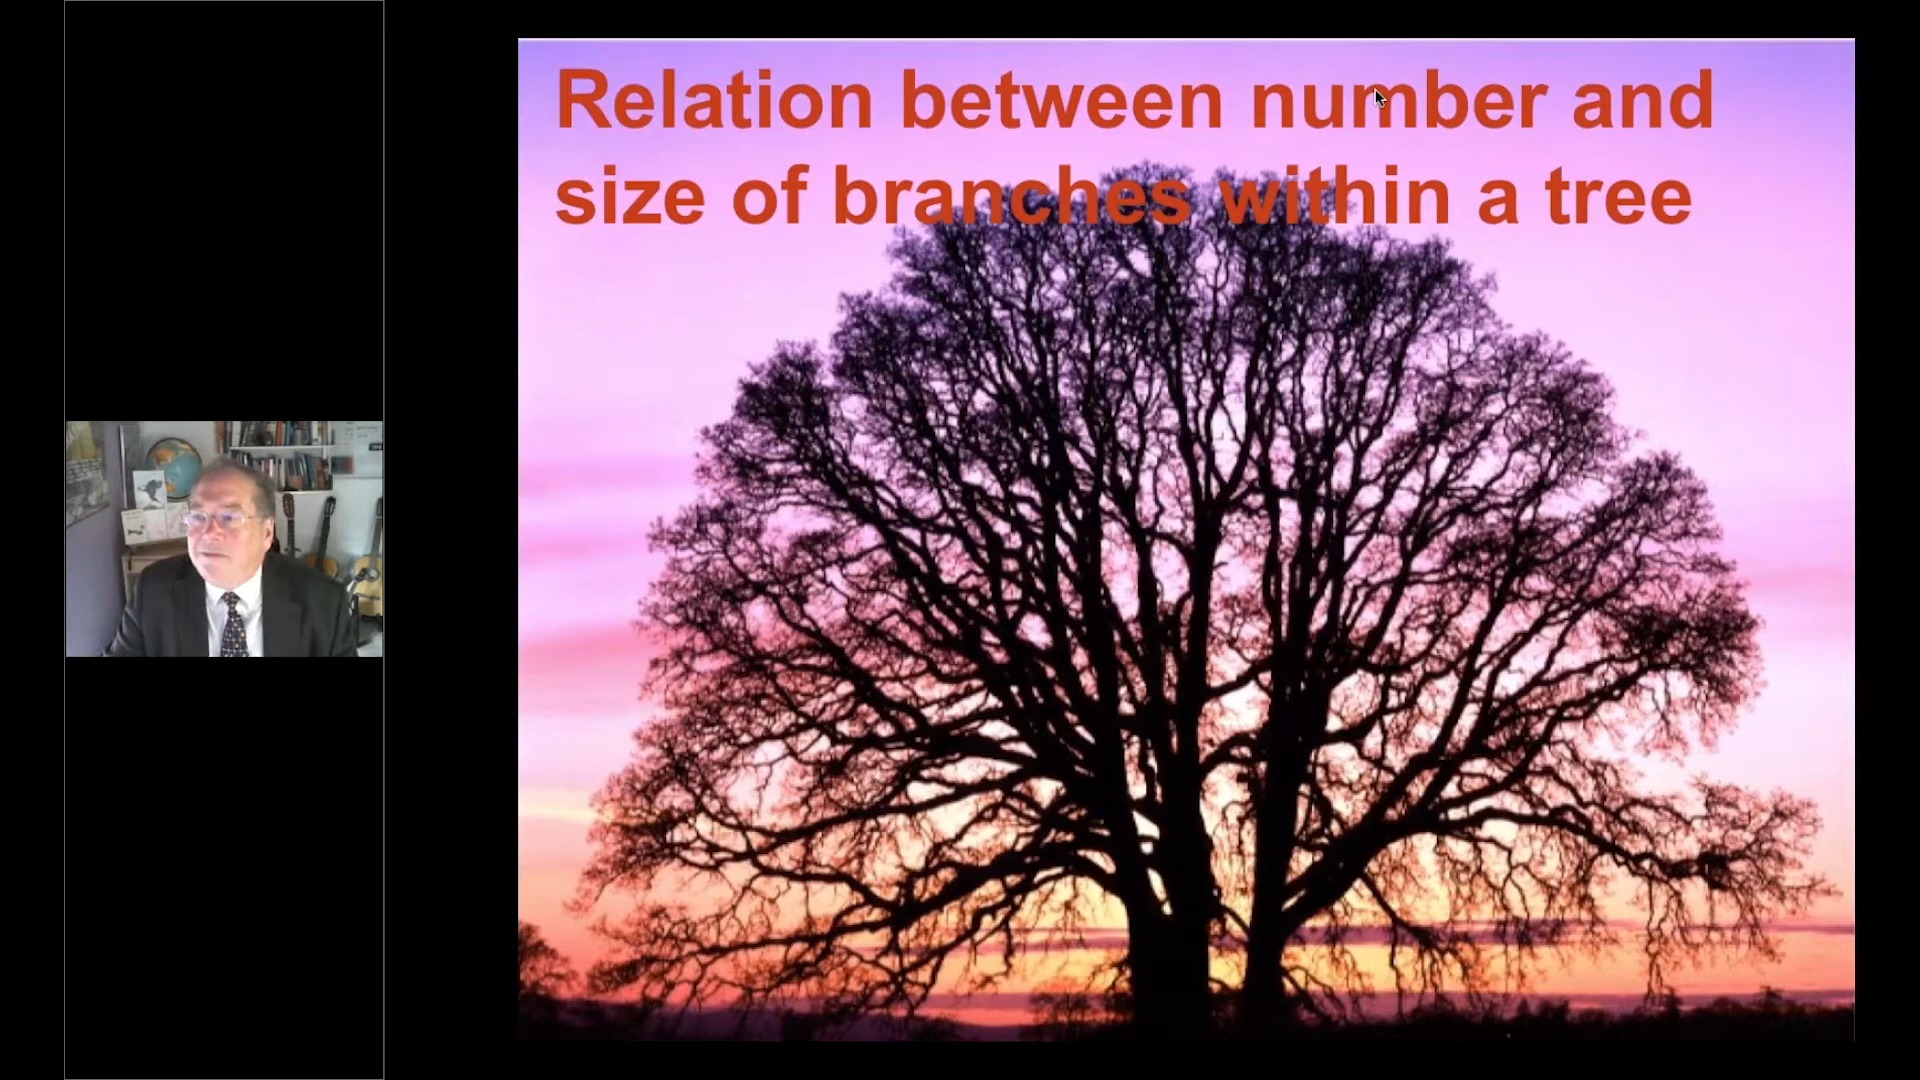 Relation between number and
size of branches within a tree